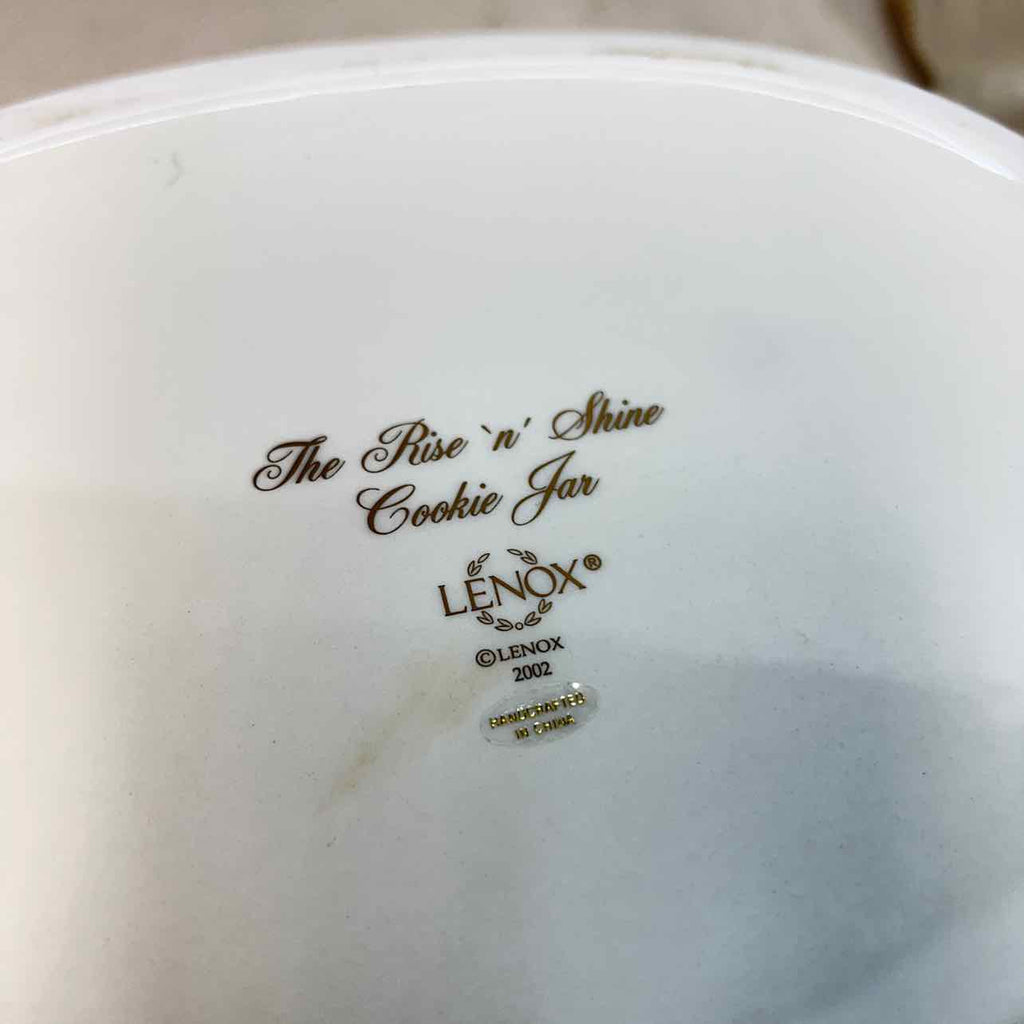 The Rise `n' Shine
Cookie Jar
LENOX®
©LENOX
2002
HANDCRAFTED
IN CHINA